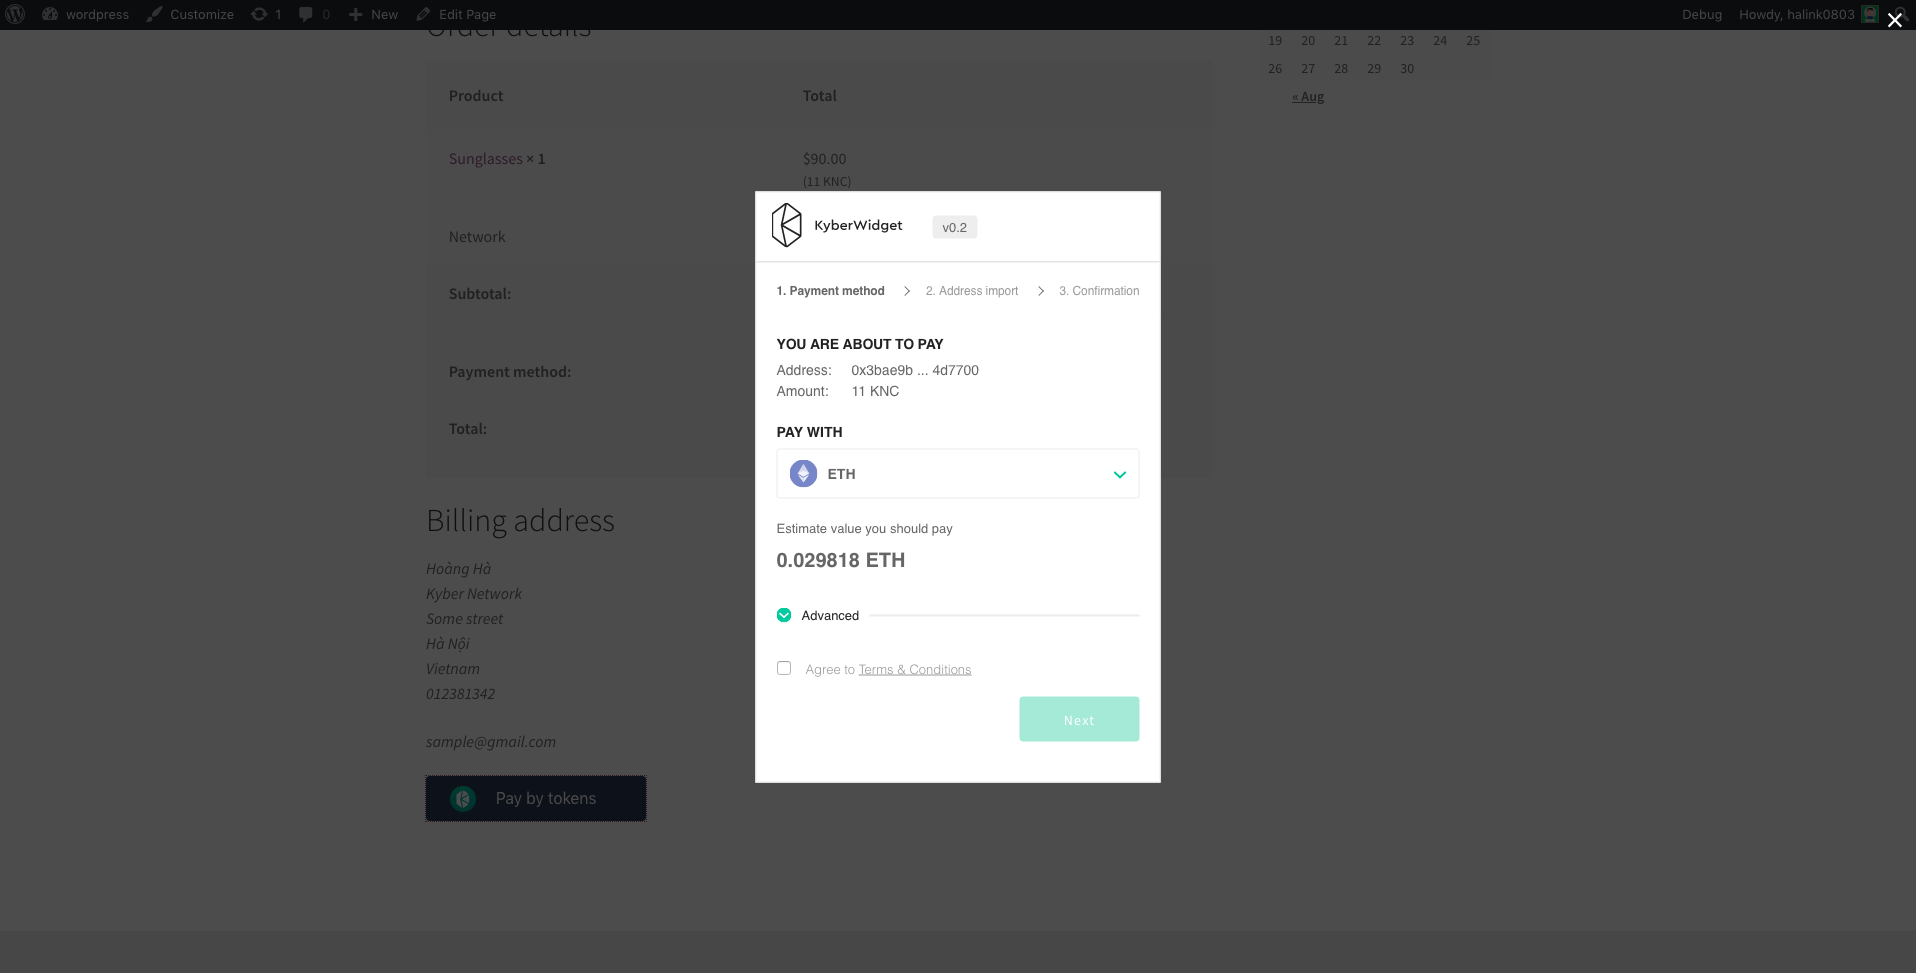 wordpress Customize 1 0 New Edit Page Debug Howdy, halink0803
Order details
Product Total
Sunglasses × 1 $90.00
(11 KNC)
Network
Subtotal:
Payment method:
Total:
Billing address
Hoàng Hà
Kyber Network
Some street
Hà Nội
Vietnam
012381342
sample@gmail.com
Pay by tokens
19 20 21 22 23 24 25
26 27 28 29 30
« Aug
KyberWidget v0.2
1. Payment method 2. Address import 3. Confirmation
YOU ARE ABOUT TO PAY
Address: 0x3bae9b ... 4d7700
Amount: 11 KNC
PAY WITH
ETH
Estimate value you should pay
0.029818 ETH
Advanced
Agree to Terms & Conditions
Next